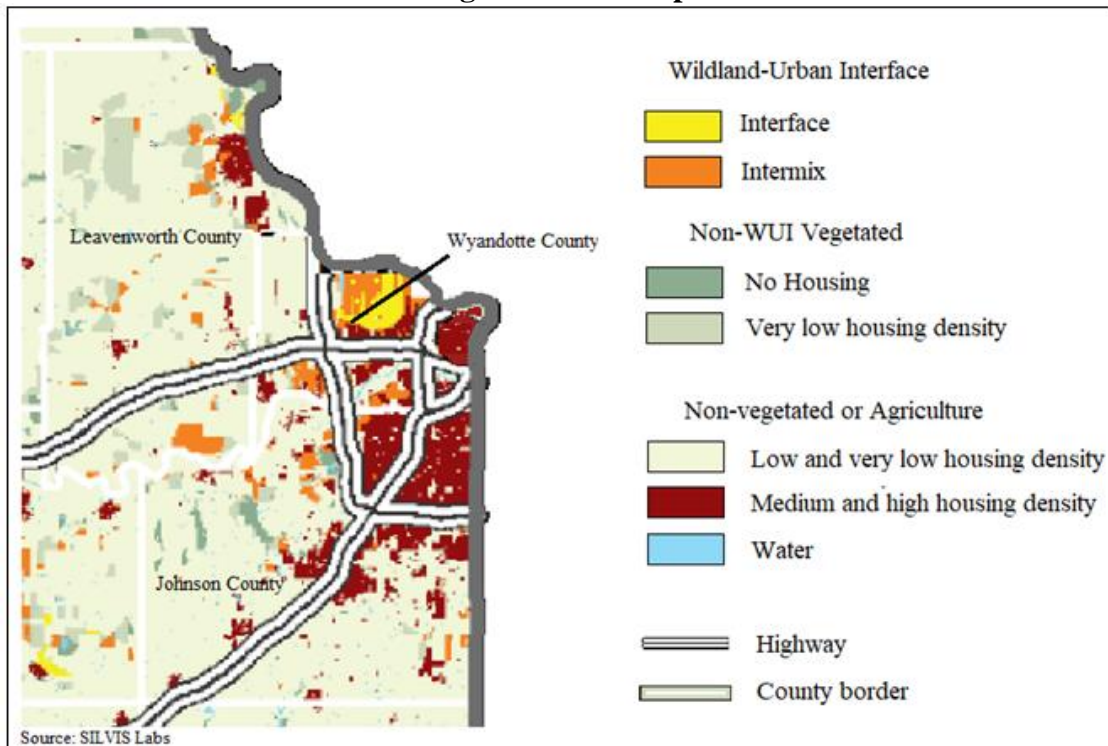 Wildland-Urban Interface
Interface
Intermix
Non-WUI Vegetated
No Housing
Very low housing density
Non-vegetated or Agriculture
Low and very low housing density
Medium and high housing density
Water
Highway
County border
Leavenworth County
Wyandotte County
Johnson County
Source: SILVIS Labs